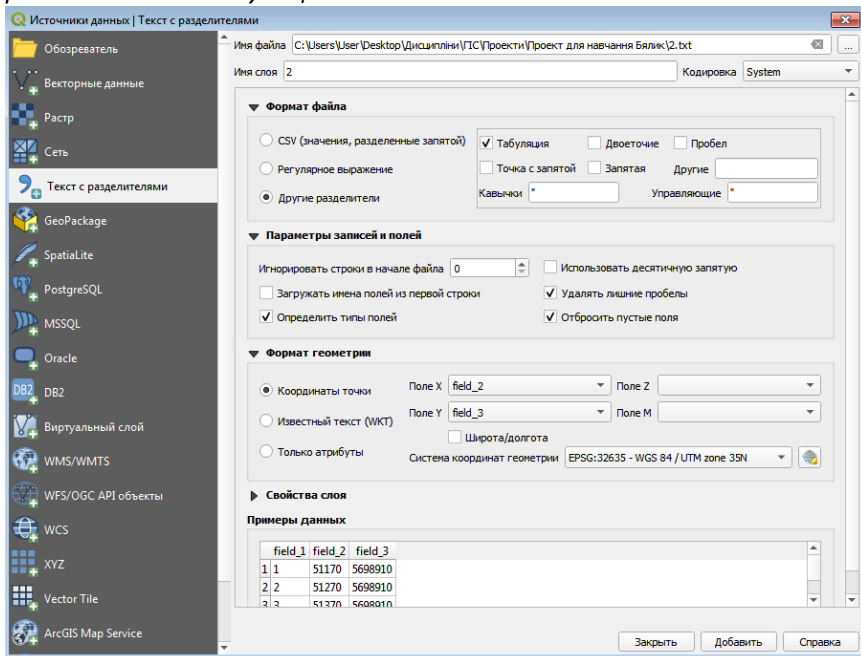 Источники данных | Текст с разделителями
Обозреватель
Векторные данные
Растр
Сеть
Текст с разделителями
GeoPackage
SpatiaLite
PostgreSQL
MSSQL
Oracle
DB2
DB2
Виртуальный слой
WMS/WMTS
WFS/OGC API объекты
WCS
XYZ
Vector Tile
ArcGIS Map Service
Имя файла C:\Users\User\Desktop\Дисципліни\ГІС\Проекти\Проект для навчання Бялик\2.txt ...
Имя слоя 2 Кодировка System
Формат файла
CSV (значения, разделенные запятой) Табуляция Двоеточие Пробел
Регулярное выражение Точка с запятой Запятая Другие
Другие разделители Кавычки " Управляющие "
Параметры записей и полей
Игнорировать строки в начале файла 0 Использовать десятичную запятую
Загружать имена полей из первой строки Удалять лишние пробелы
Определить типы полей Отбросить пустые поля
Формат геометрии
Координаты точки Поле X field_2 Поле Z
Известный текст (WKT) Поле Y field_3 Поле M
Широта/долгота
Только атрибуты Система координат геометрии EPSG:32635 - WGS 84 / UTM zone 35N
Свойства слоя
Примеры данных
field_1 field_2 field_3
1 1 51170 5698910
2 2 51270 5698910
3 3 51370 5698910
Закрыть Добавить Справка